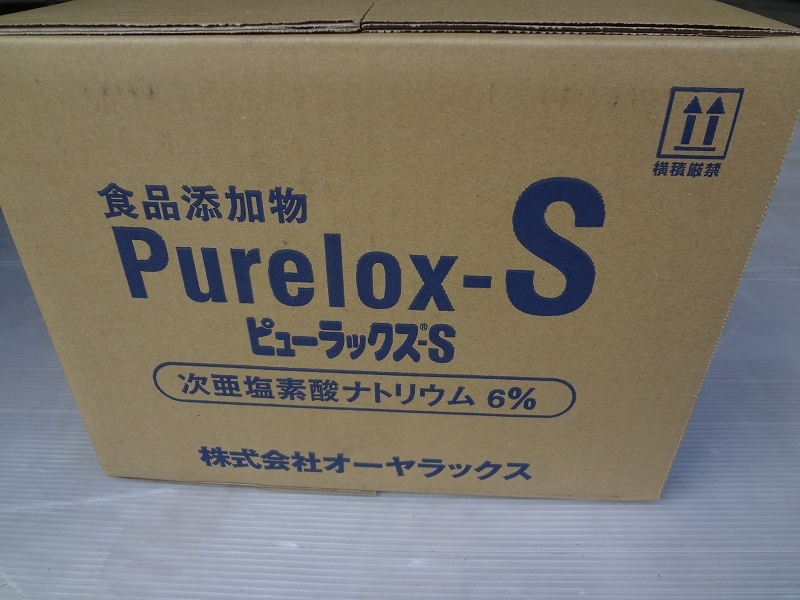 横積厳禁
食品添加物
Purelox-S
ピューラックス®-S
次亜塩素酸ナトリウム 6%
株式会社オーヤラックス